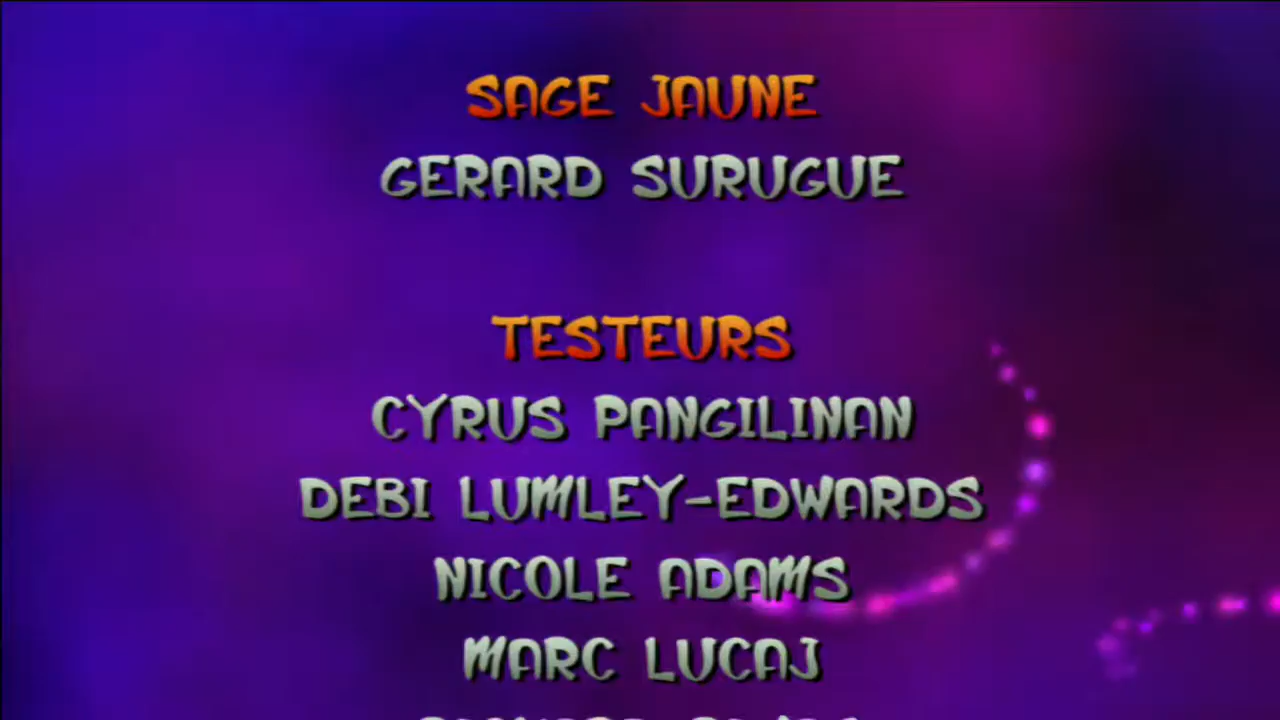 SAGE JAUNE
GERARD SURUGUE
TESTEURS
CYRUS PANGILINAN
DEBI LUMLEY-EDWARDS
NICOLE ADAMS
MARC LUCAJ